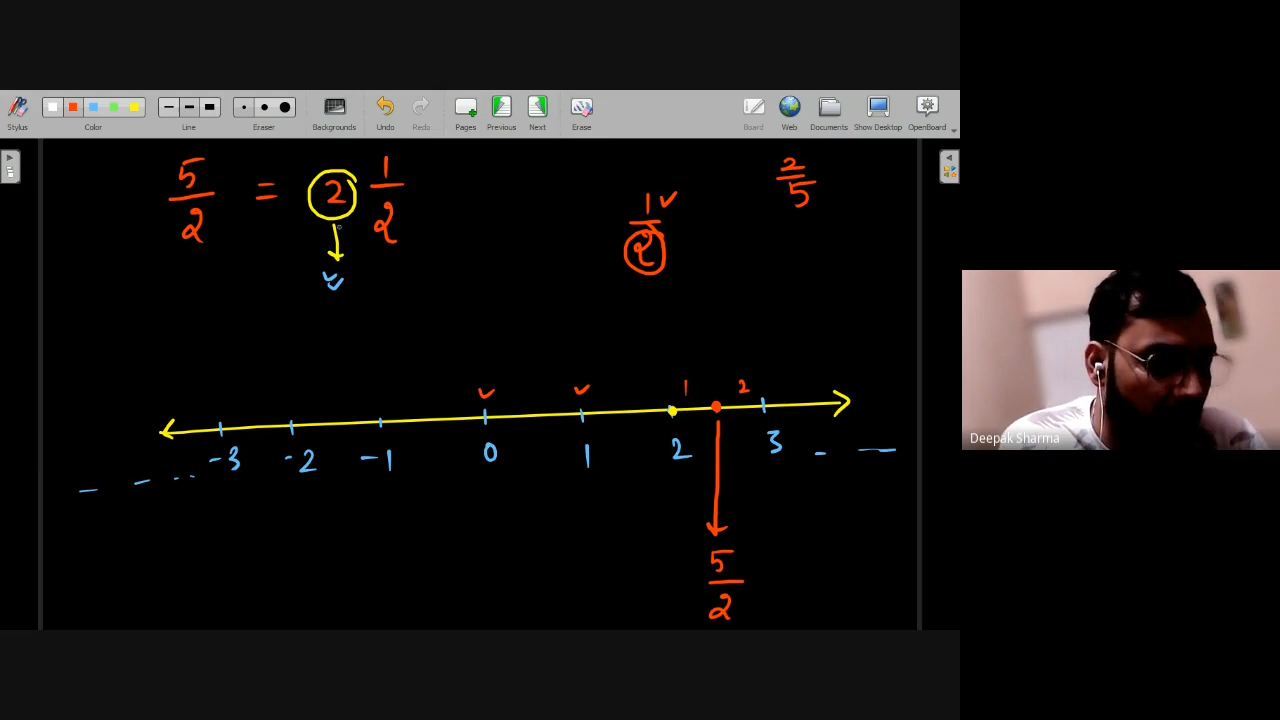 Stylus Color Line Eraser Backgrounds Undo Redo Pages Previous Next Erase Board Web Documents Show Desktop OpenBoard
5/2 = 2 1/2
1/2
2/5
1 2
-3 -2 -1 0 1 2 3
5/2
Deepak Sharma